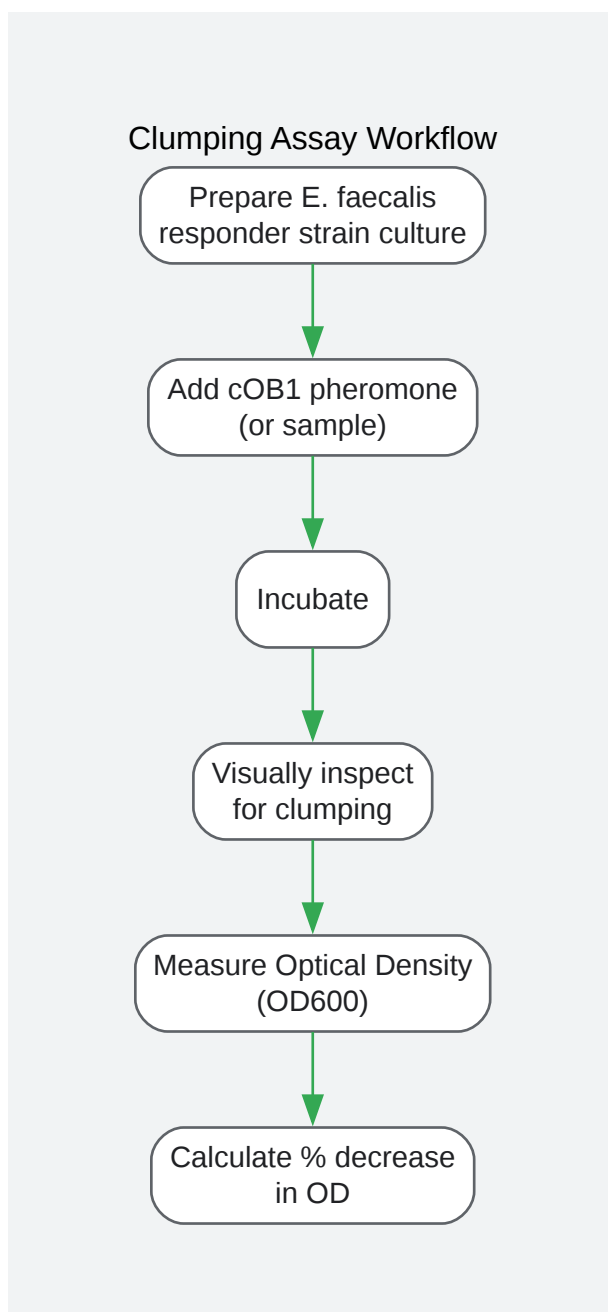 Clumping Assay Workflow
Prepare E. faecalis
responder strain culture
Add cOB1 pheromone
(or sample)
Incubate
Visually inspect
for clumping
Measure Optical Density
(OD600)
Calculate % decrease
in OD